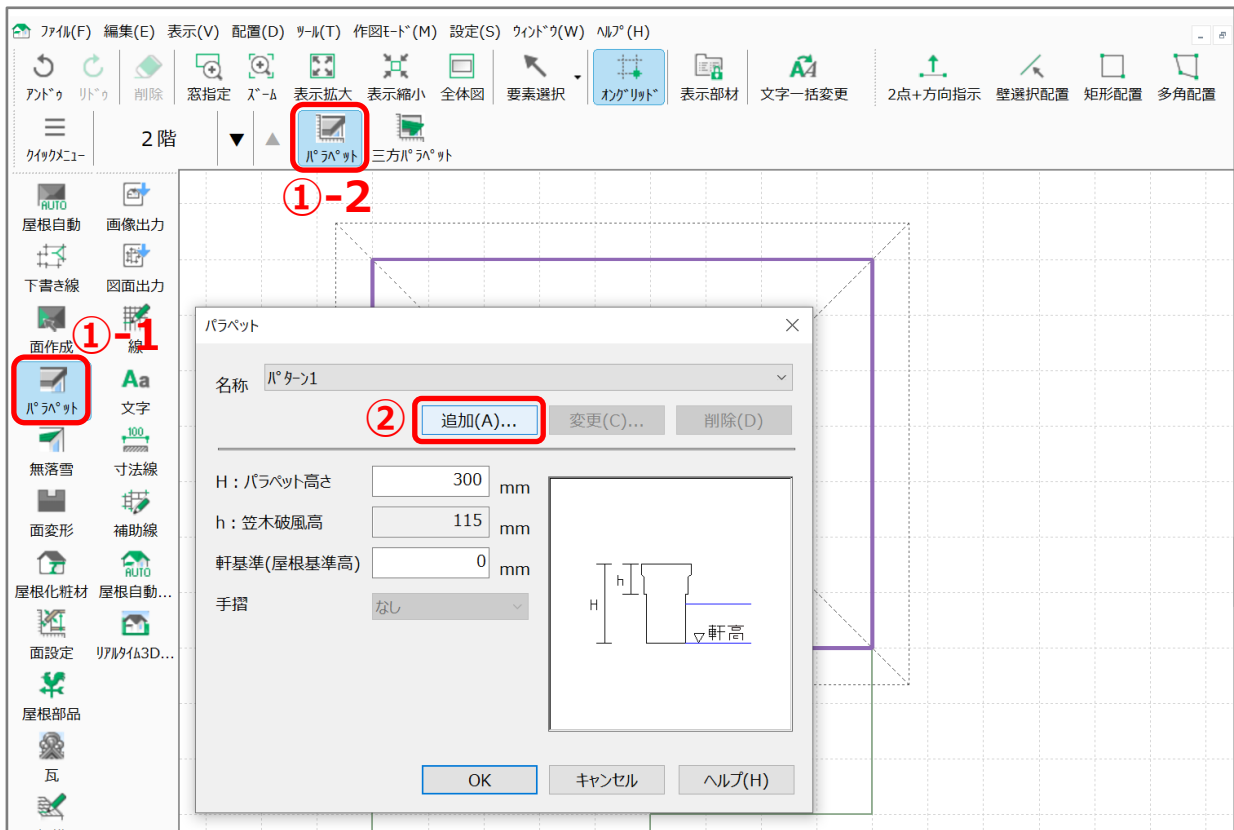 ﾌｧｲﾙ(F) 編集(E) 表示(V) 配置(D) ﾂｰﾙ(T) 作図ﾓｰﾄﾞ(M) 設定(S) ｳｨﾝﾄﾞｳ(W) ﾍﾙﾌﾟ(H)
ｱﾝﾄﾞｩ ﾘﾄﾞｩ 削除 窓指定 ｽﾞｰﾑ 表示拡大 表示縮小 全体図 要素選択 ｵﾝｸﾞﾘｯﾄﾞ 表示部材 文字一括変更 2点+方向指示 壁選択配置 矩形配置 多角配置
ｸｲｯｸﾒﾆｭｰ 2階 ▼ ▲ ﾊﾟﾗﾍﾟｯﾄ 三方ﾊﾟﾗﾍﾟｯﾄ
①-2
屋根自動 画像出力
下書き線 図面出力
面作成 線
①-1
ﾊﾟﾗﾍﾟｯﾄ 文字
無落雪 寸法線
面変形 補助線
屋根化粧材 屋根自動...
面設定 ﾘｱﾙﾀｲﾑ3D...
屋根部品
瓦
パラペット
名称 ﾊﾟﾀｰﾝ1
② 追加(A)... 変更(C)... 削除(D)
H：パラペット高さ 300 mm
h：笠木破風高 115 mm
軒基準(屋根基準高) 0 mm
手摺 なし
h
H
▽軒高
OK キャンセル ヘルプ(H)